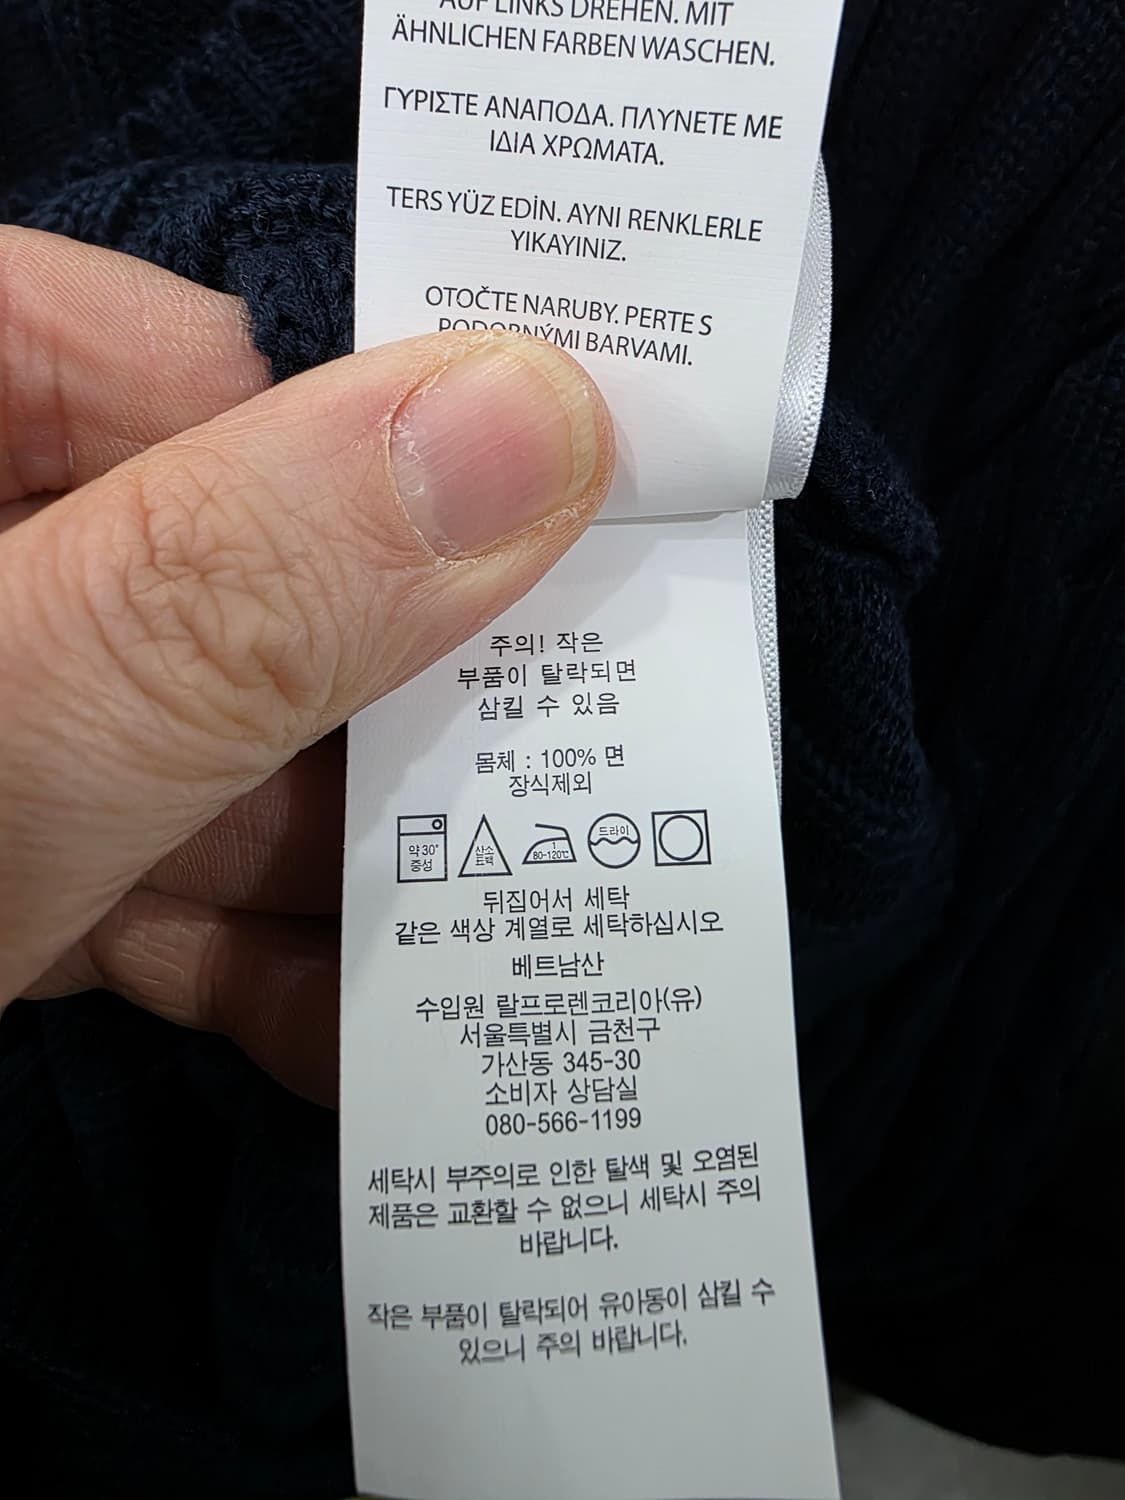 AUF LINKS DREHEN. MIT
ÄHNLICHEN FARBEN WASCHEN.
ΓΥΡΙΣΤΕ ΑΝΑΠΟΔΑ. ΠΛΥΝΕΤΕ ΜΕ
ΙΔΙΑ ΧΡΩΜΑΤΑ.
TERS YÜZ EDİN. AYNI RENKLERLE
YIKAYINIZ.
OTOČTE NARUBY. PERTE S
PODOBNÝMI BARVAMI.
주의! 작은
부품이 탈락되면
삼킬 수 있음
몸체 : 100% 면
장식제외
약 30° 중성 산소 표백 1 80-120℃ 드라이
뒤집어서 세탁
같은 색상 계열로 세탁하십시오
베트남산
수입원 랄프로렌코리아(유)
서울특별시 금천구
가산동 345-30
소비자 상담실
080-566-1199
세탁시 부주의로 인한 탈색 및 오염된
제품은 교환할 수 없으니 세탁시 주의
바랍니다.
작은 부품이 탈락되어 유아동이 삼킬 수
있으니 주의 바랍니다.